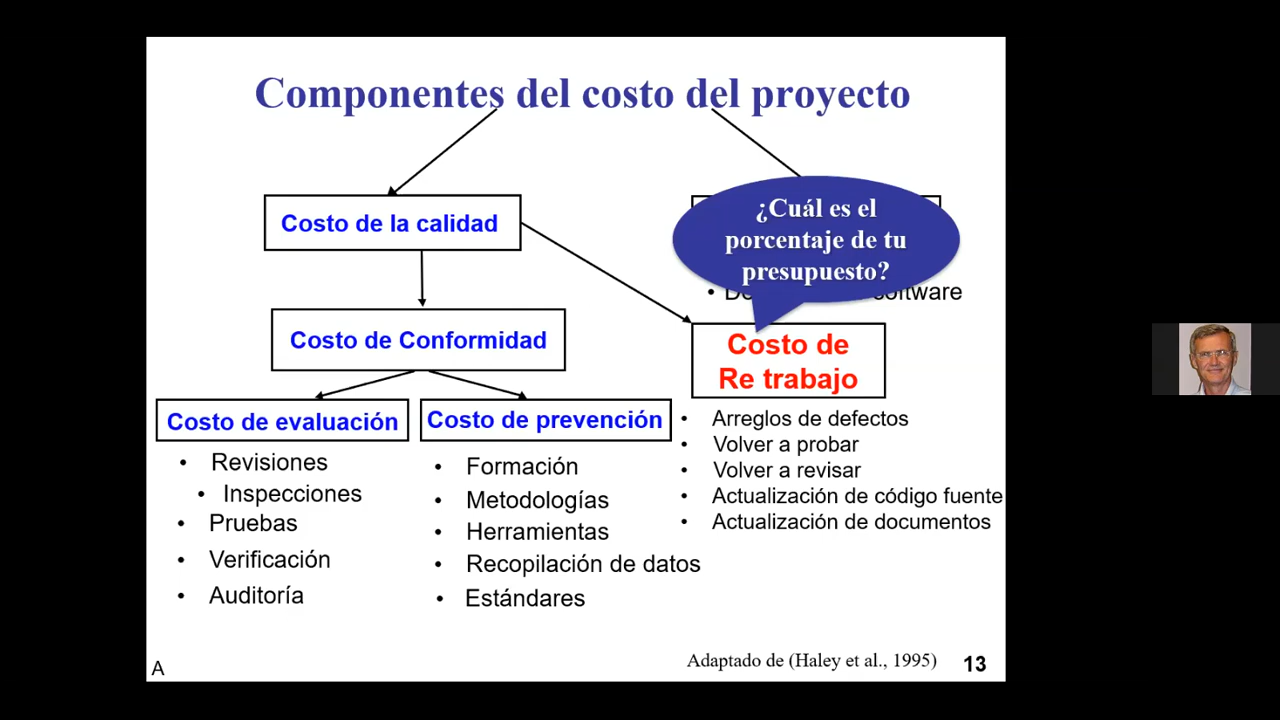 Componentes del costo del proyecto
Costo de la calidad
¿Cuál es el
porcentaje de tu
presupuesto?
Costo de Conformidad
Costo de
Re trabajo
Costo de evaluación
• Revisiones
• Inspecciones
• Pruebas
• Verificación
• Auditoría
Costo de prevención
• Formación
• Metodologías
• Herramientas
• Recopilación de datos
• Estándares
• Arreglos de defectos
• Volver a probar
• Volver a revisar
• Actualización de código fuente
• Actualización de documentos
Adaptado de (Haley et al., 1995)
13
A